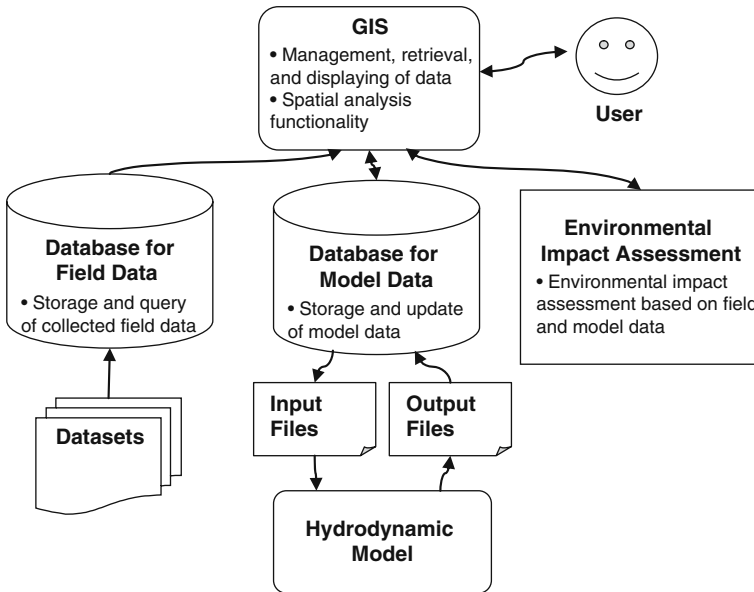 GIS
• Management, retrieval,
and displaying of data
• Spatial analysis
functionality
User
Database for
Field Data
• Storage and query
of collected field data
Database for
Model Data
• Storage and update
of model data
Environmental
Impact Assessment
• Environmental impact
assessment based on field
and model data
Datasets
Input
Files
Output
Files
Hydrodynamic
Model